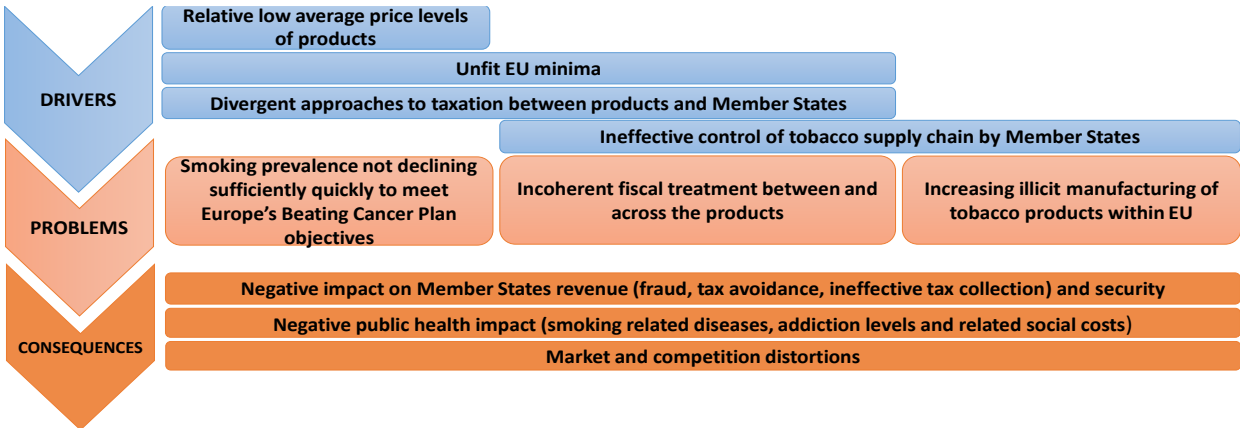 Relative low average price levels
of products
Unfit EU minima
DRIVERS
Divergent approaches to taxation between products and Member States
Ineffective control of tobacco supply chain by Member States
PROBLEMS
Smoking prevalence not declining
sufficiently quickly to meet
Europe’s Beating Cancer Plan
objectives
Incoherent fiscal treatment between and
across the products
Increasing illicit manufacturing of
tobacco products within EU
CONSEQUENCES
Negative impact on Member States revenue (fraud, tax avoidance, ineffective tax collection) and security
Negative public health impact (smoking related diseases, addiction levels and related social costs)
Market and competition distortions